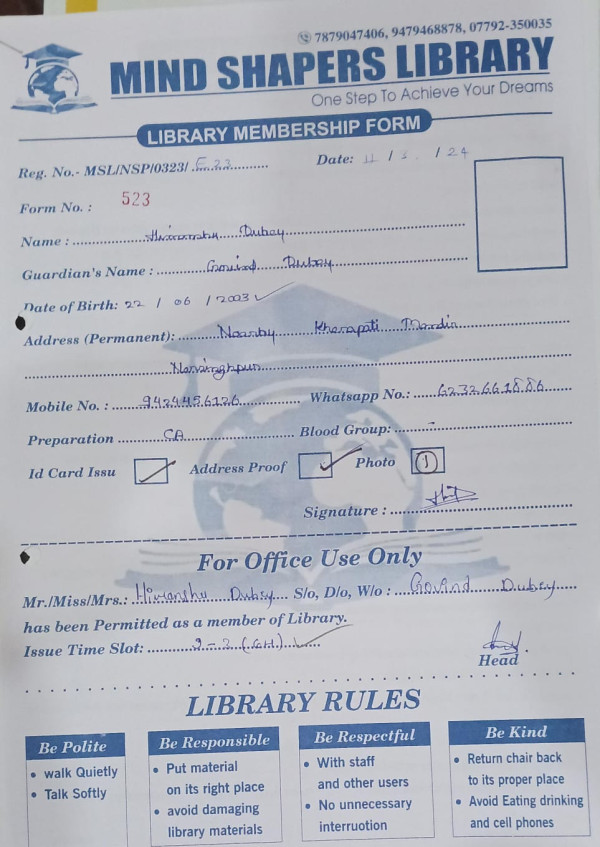 7879047406, 9479468878, 07792-350035
MIND SHAPERS LIBRARY
One Step To Achieve Your Dreams
LIBRARY MEMBERSHIP FORM
Reg. No.- MSL/NSP/0323/ 523 Date: 11 / 3 / 24
Form No. : 523
Name : Himanshu Dubey
Guardian's Name : Govind Dubey
Date of Birth: 22 / 06 / 2003
Address (Permanent): Nearby Kherapati Mandir
Narsinghpur
Mobile No. : 9424456126 Whatsapp No.: 6232661886
Preparation CA Blood Group: -
Id Card Issu Address Proof Photo 1
Signature :
For Office Use Only
Mr./Miss/Mrs.: Himanshu Dubey S/o, D/o, W/o : Govind Dubey
has been Permitted as a member of Library.
Issue Time Slot: 9-3 (6H)
Head
LIBRARY RULES
Be Polite
• walk Quietly
• Talk Softly
Be Responsible
• Put material
on its right place
• avoid damaging
library materials
Be Respectful
• With staff
and other users
• No unnecessary
interruotion
Be Kind
• Return chair back
to its proper place
• Avoid Eating drinking
and cell phones